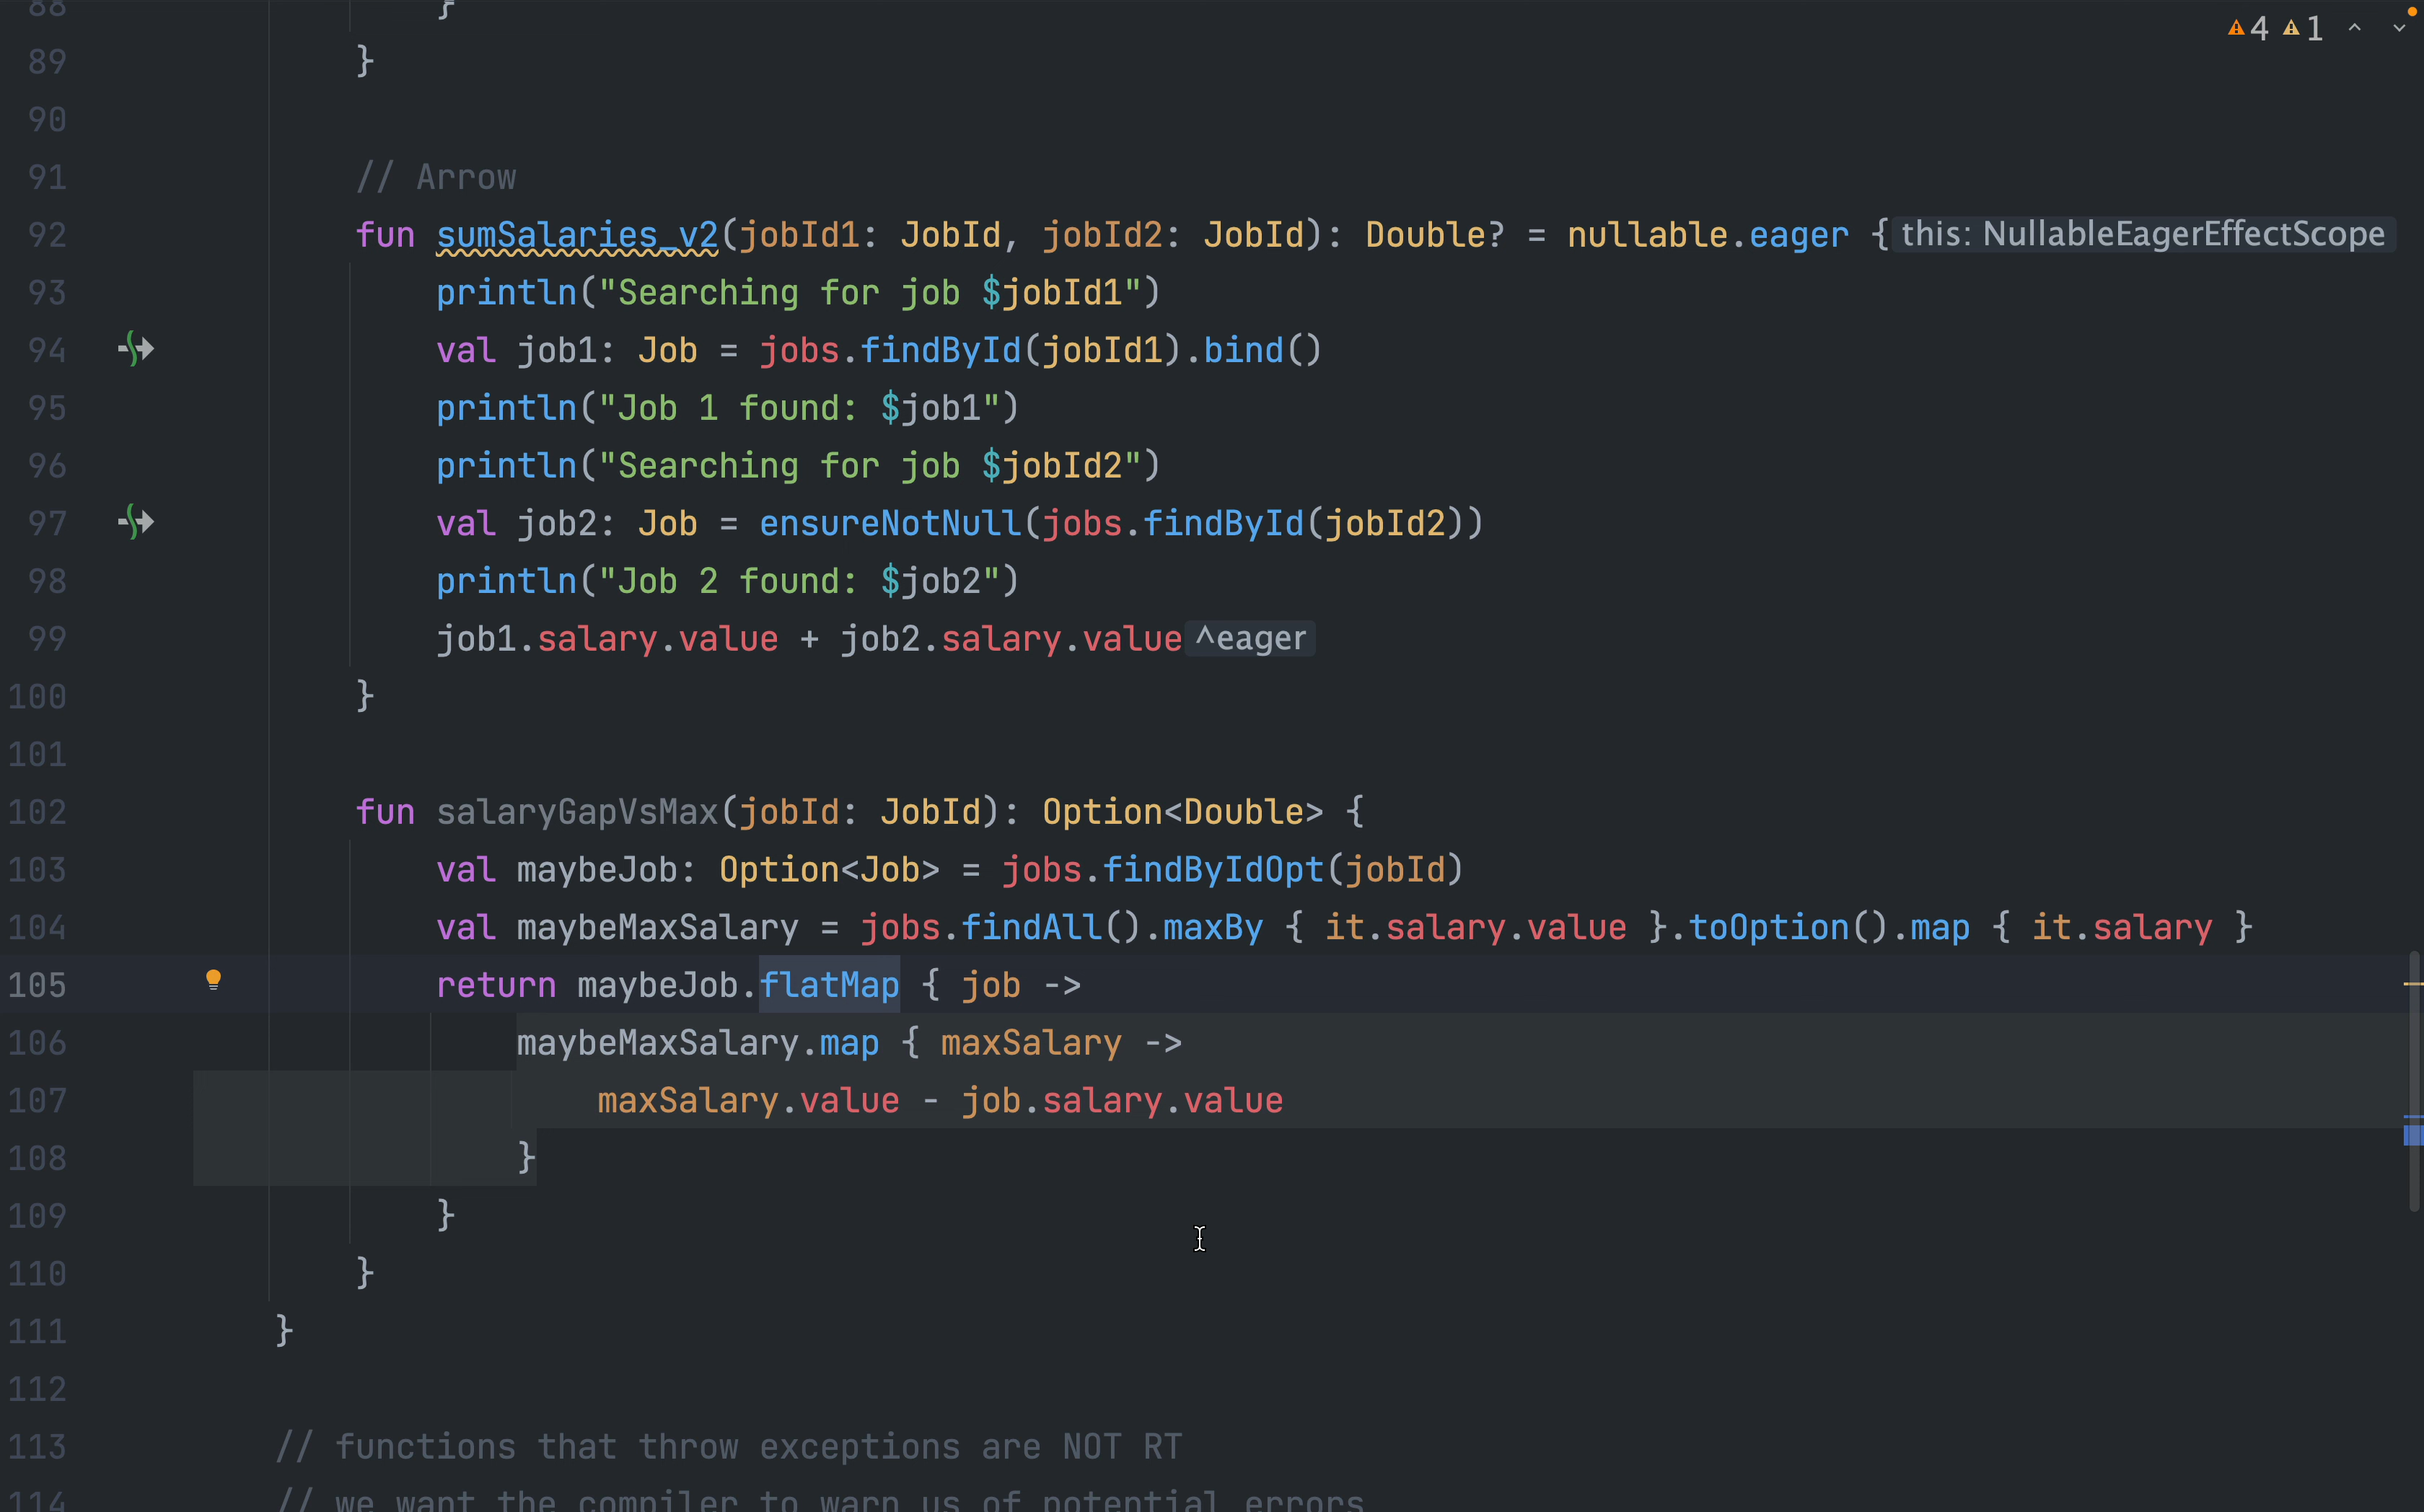 88 }
4 1
89 }
90
91 // Arrow
92 fun sumSalaries_v2(jobId1: JobId, jobId2: JobId): Double? = nullable.eager { this: NullableEagerEffectScope
93 println("Searching for job $jobId1")
94 val job1: Job = jobs.findById(jobId1).bind()
95 println("Job 1 found: $job1")
96 println("Searching for job $jobId2")
97 val job2: Job = ensureNotNull(jobs.findById(jobId2))
98 println("Job 2 found: $job2")
99 job1.salary.value + job2.salary.value ^eager
100 }
101
102 fun salaryGapVsMax(jobId: JobId): Option<Double> {
103 val maybeJob: Option<Job> = jobs.findByIdOpt(jobId)
104 val maybeMaxSalary = jobs.findAll().maxBy { it.salary.value }.toOption().map { it.salary }
105 return maybeJob.flatMap { job ->
106 maybeMaxSalary.map { maxSalary ->
107 maxSalary.value - job.salary.value
108 }
109 }
110 }
111 }
112
113 // functions that throw exceptions are NOT RT
114 // we want the compiler to warn us of potential errors